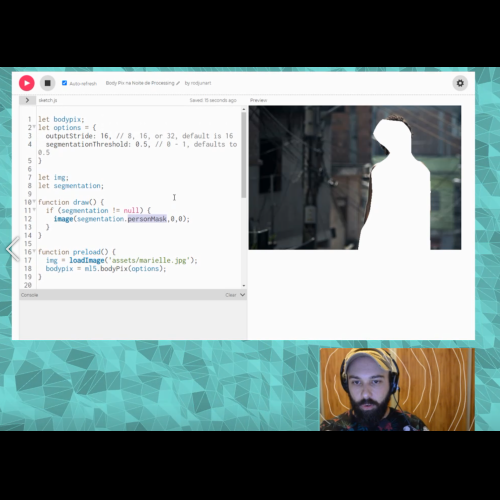 Auto-refresh Body Pix na Noite de Processing by rodjunart
sketch.js Saved: 15 seconds ago Preview
1 let bodypix;
2 let options = {
3 outputStride: 16, // 8, 16, or 32, default is 16
4 segmentationThreshold: 0.5, // 0 - 1, defaults to
0.5
5 }
6
7 let img;
8 let segmentation;
9
10 function draw() {
11 if (segmentation != null) {
12 image(segmentation.personMask,0,0);
13 }
14 }
15
16 function preload() {
17 img = loadImage('assets/marielle.jpg');
18 bodypix = ml5.bodyPix(options);
19 }
20
Console Clear